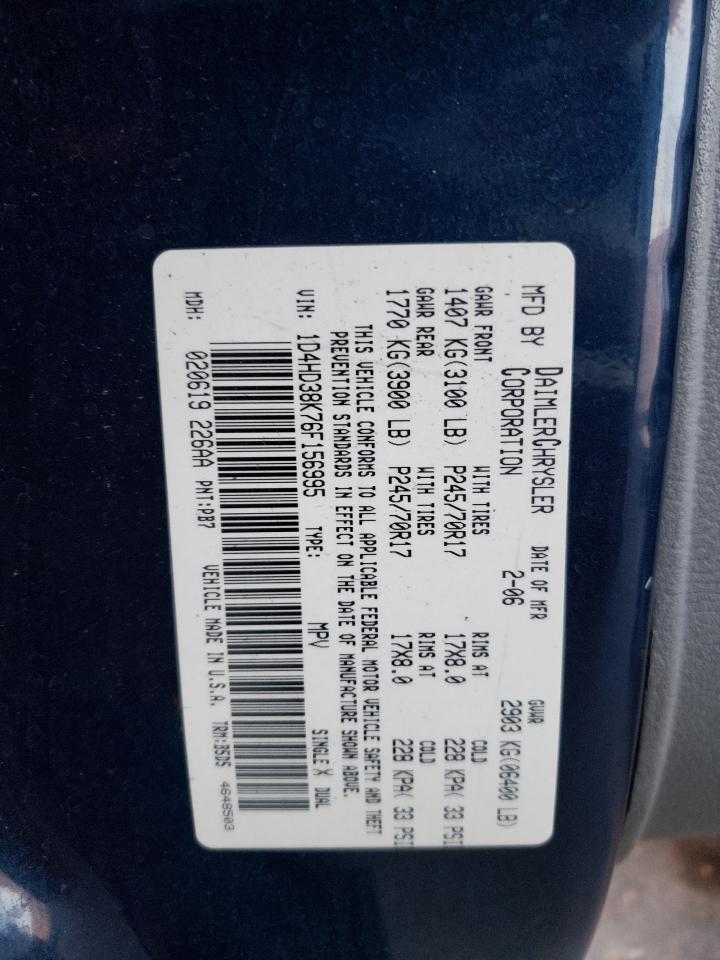 MFD BY DAIMLERCHRYSLER CORPORATION DATE OF MFR 2-06 GVWR 2903 KG(06400 LB)
GAWR FRONT WITH TIRES RIMS AT COLD
1407 KG(3100 LB) P245/70R17 17X8.0 228 KPA( 33 PSI
GAWR REAR WITH TIRES RIMS AT COLD
1770 KG(3900 LB) P245/70R17 17X8.0 228 KPA( 33 PSI
THIS VEHICLE CONFORMS TO ALL APPLICABLE FEDERAL MOTOR VEHICLE SAFETY AND THEFT
PREVENTION STANDARDS IN EFFECT ON THE DATE OF MANUFACTURE SHOWN ABOVE.
VIN: 1D4HD38K76F156995 TYPE: MPV SINGLE X DUAL
MDH: 020619 226AA PNT:PB7 VEHICLE MADE IN U.S.A. TRM:BSD5 4648503